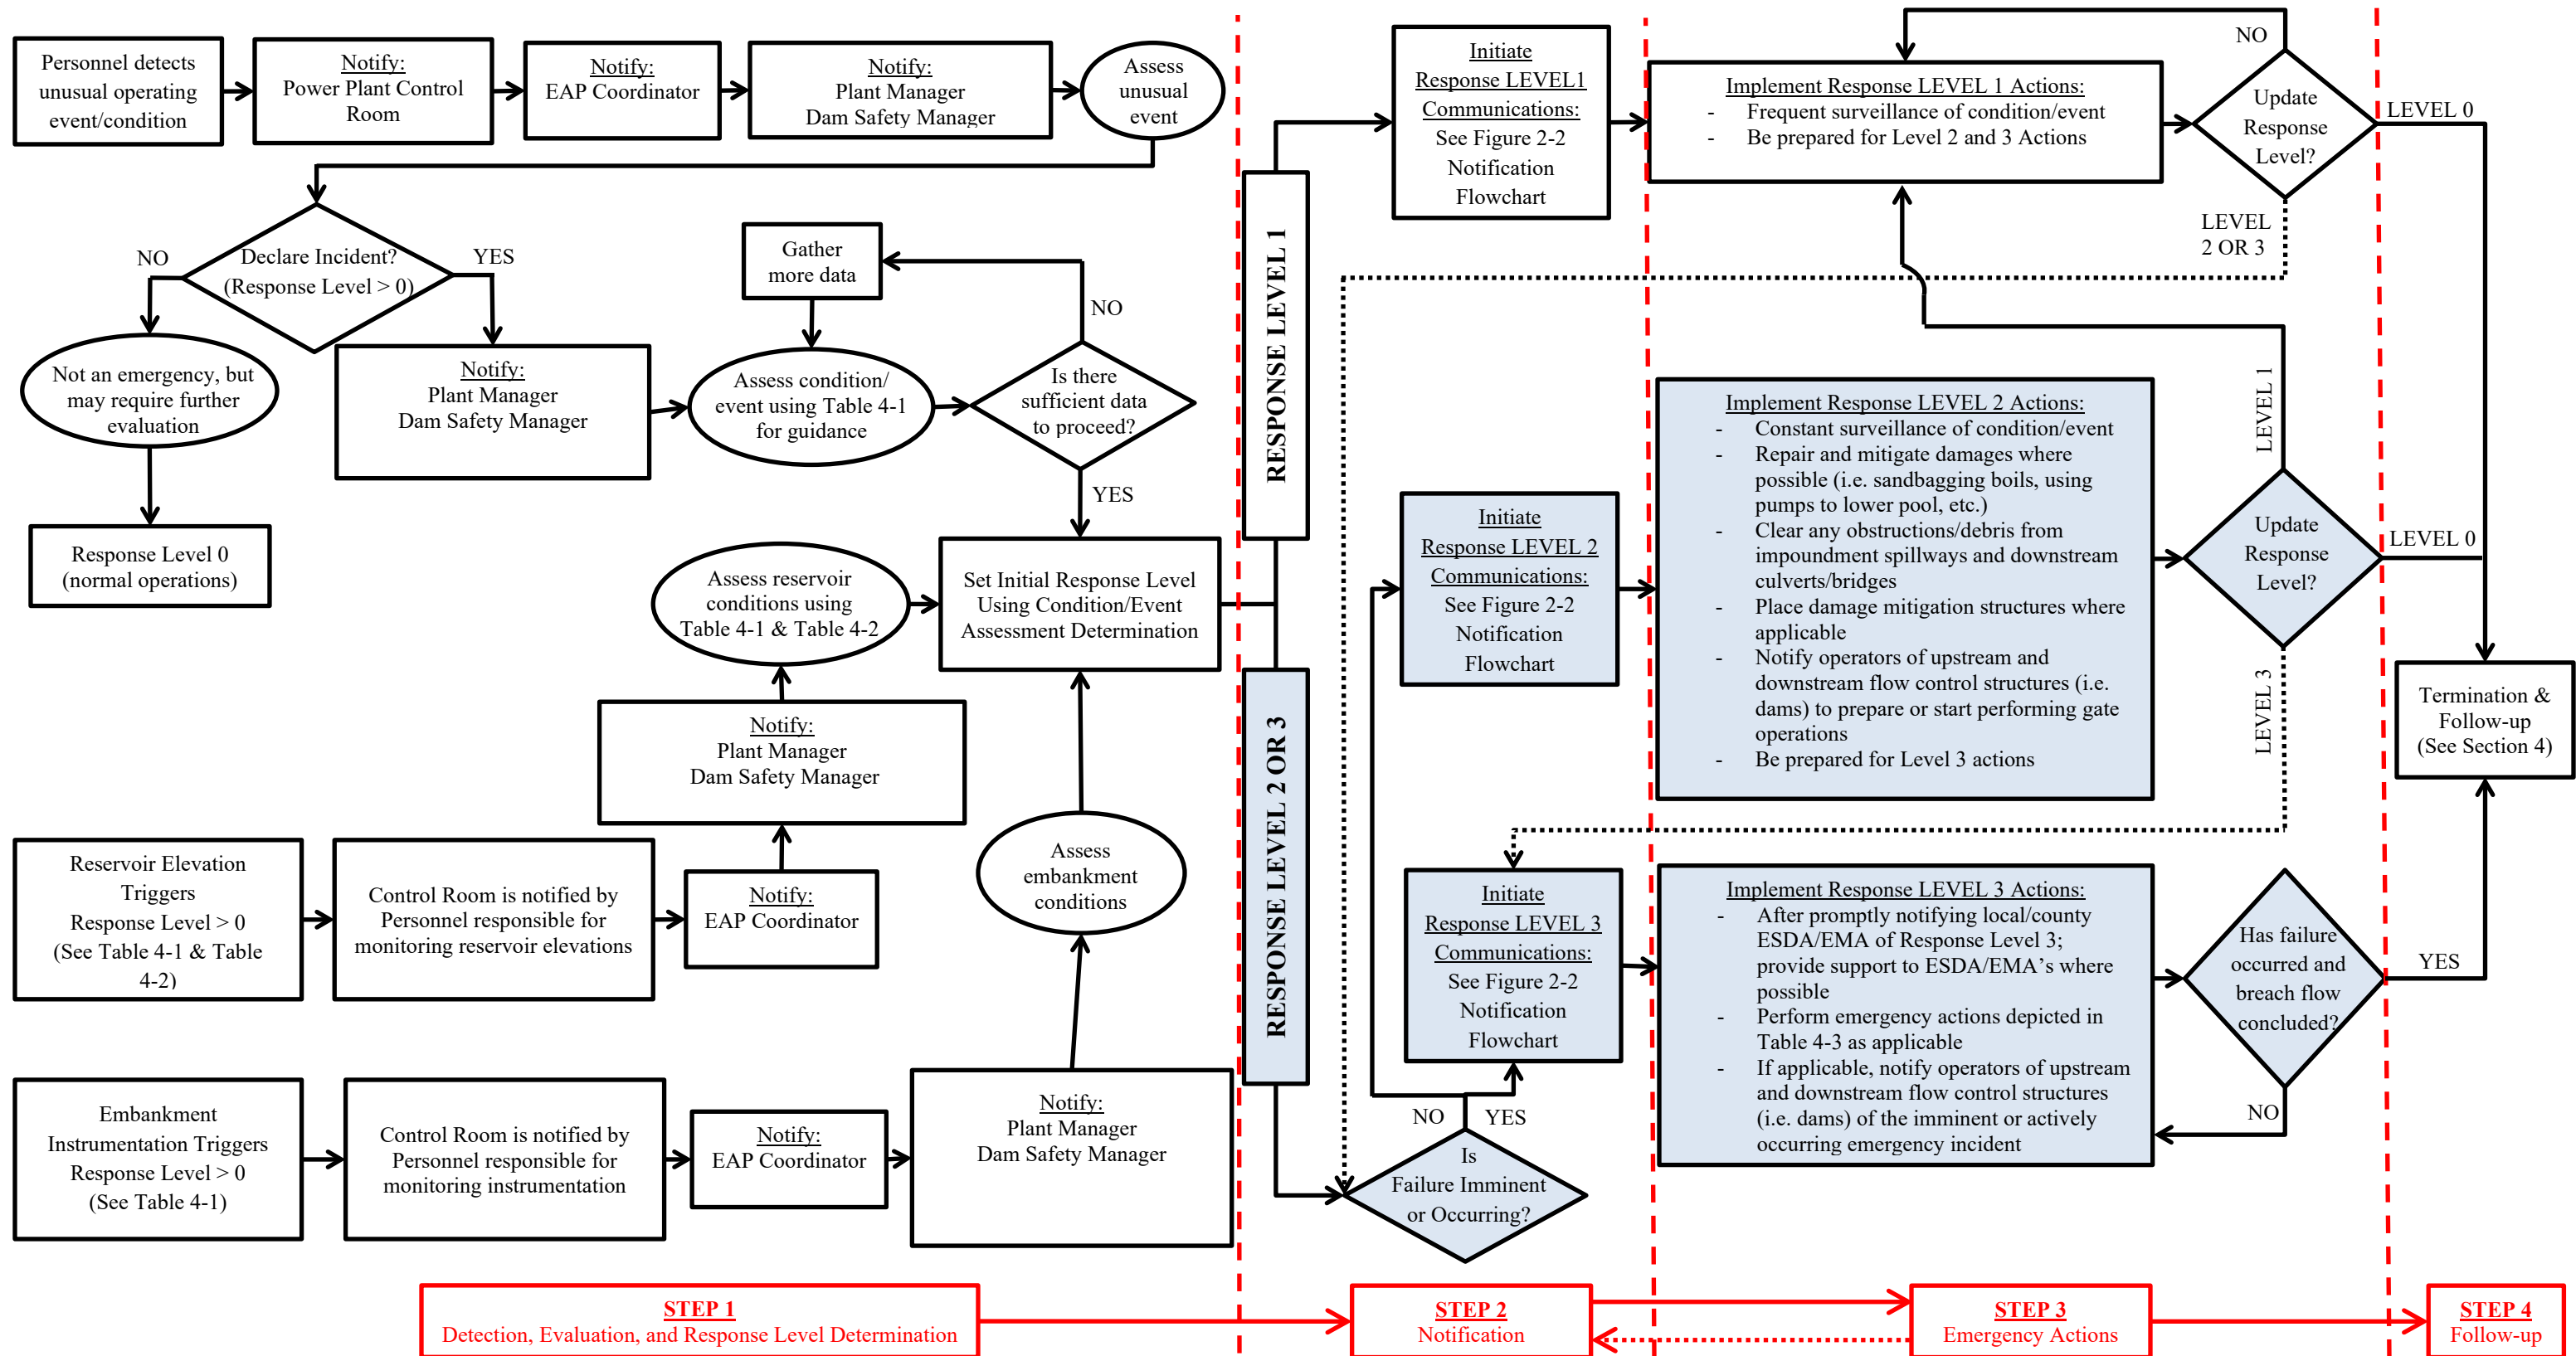 Personnel detects
unusual operating
event/condition
Notify:
Power Plant Control
Room
Notify:
EAP Coordinator
Notify:
Plant Manager
Dam Safety Manager
Assess
unusual
event
Declare Incident?
(Response Level > 0)
NO
YES
Not an emergency, but
may require further
evaluation
Response Level 0
(normal operations)
Notify:
Plant Manager
Dam Safety Manager
Gather
more data
Assess condition/
event using Table 4-1
for guidance
Is there
sufficient data
to proceed?
NO
YES
Set Initial Response Level
Using Condition/Event
Assessment Determination
Assess reservoir
conditions using
Table 4-1 & Table 4-2
Notify:
Plant Manager
Dam Safety Manager
Reservoir Elevation
Triggers
Response Level > 0
(See Table 4-1 & Table
4-2)
Control Room is notified by
Personnel responsible for
monitoring reservoir elevations
Notify:
EAP Coordinator
Assess
embankment
conditions
Embankment
Instrumentation Triggers
Response Level > 0
(See Table 4-1)
Control Room is notified by
Personnel responsible for
monitoring instrumentation
Notify:
EAP Coordinator
Notify:
Plant Manager
Dam Safety Manager
RESPONSE LEVEL 1
RESPONSE LEVEL 2 OR 3
Initiate
Response LEVEL1
Communications:
See Figure 2-2
Notification
Flowchart
Implement Response LEVEL 1 Actions:
- Frequent surveillance of condition/event
- Be prepared for Level 2 and 3 Actions
Update
Response
Level?
NO
LEVEL 0
LEVEL
2 OR 3
Initiate
Response LEVEL 2
Communications:
See Figure 2-2
Notification
Flowchart
Implement Response LEVEL 2 Actions:
- Constant surveillance of condition/event
- Repair and mitigate damages where
possible (i.e. sandbagging boils, using
pumps to lower pool, etc.)
- Clear any obstructions/debris from
impoundment spillways and downstream
culverts/bridges
- Place damage mitigation structures where
applicable
- Notify operators of upstream and
downstream flow control structures (i.e.
dams) to prepare or start performing gate
operations
- Be prepared for Level 3 actions
LEVEL 1
Update
Response
Level?
LEVEL 0
LEVEL 3
Termination &
Follow-up
(See Section 4)
Initiate
Response LEVEL 3
Communications:
See Figure 2-2
Notification
Flowchart
Implement Response LEVEL 3 Actions:
- After promptly notifying local/county
ESDA/EMA of Response Level 3;
provide support to ESDA/EMA’s where
possible
- Perform emergency actions depicted in
Table 4-3 as applicable
- If applicable, notify operators of upstream
and downstream flow control structures
(i.e. dams) of the imminent or actively
occurring emergency incident
Has failure
occurred and
breach flow
concluded?
YES
NO
NO
YES
Is
Failure Imminent
or Occurring?
STEP 1
Detection, Evaluation, and Response Level Determination
STEP 2
Notification
STEP 3
Emergency Actions
STEP 4
Follow-up